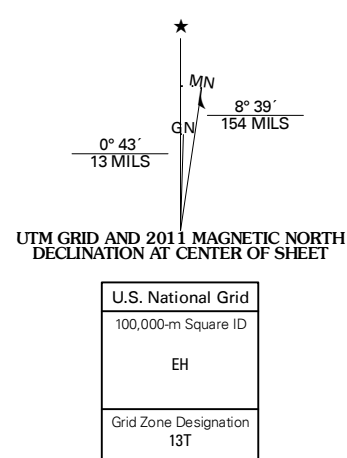 ★
MN
8° 39´
154 MILS
GN
0° 43´
13 MILS
UTM GRID AND 2011 MAGNETIC NORTH
DECLINATION AT CENTER OF SHEET
U.S. National Grid
100,000-m Square ID
EH
Grid Zone Designation
13T